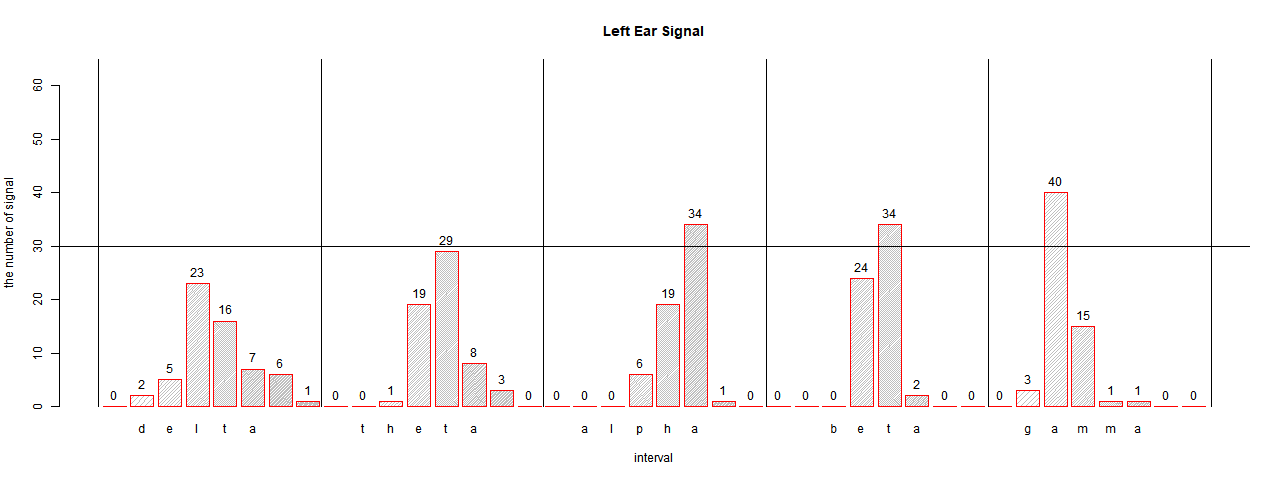 Left Ear Signal
the number of signal
60
50
40
30
20
10
0
0 2 5 23 16 7 6 1 0 0 1 19 29 8 3 0 0 0 0 6 19 34 1 0 0 0 0 24 34 2 0 0 0 3 40 15 1 1 0 0
d e l t a t h e t a a l p h a b e t a g a m m a
interval